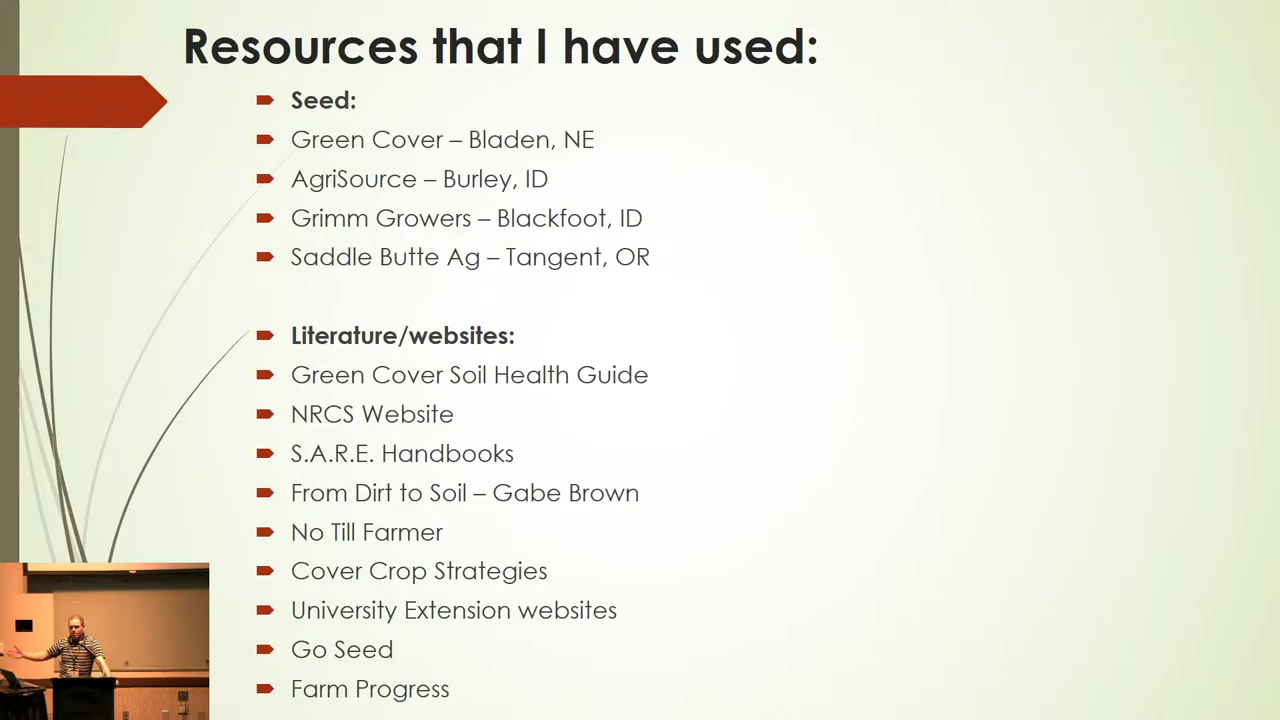 Resources that I have used:
Seed:
Green Cover – Bladen, NE
AgriSource – Burley, ID
Grimm Growers – Blackfoot, ID
Saddle Butte Ag – Tangent, OR
Literature/websites:
Green Cover Soil Health Guide
NRCS Website
S.A.R.E. Handbooks
From Dirt to Soil – Gabe Brown
No Till Farmer
Cover Crop Strategies
University Extension websites
Go Seed
Farm Progress